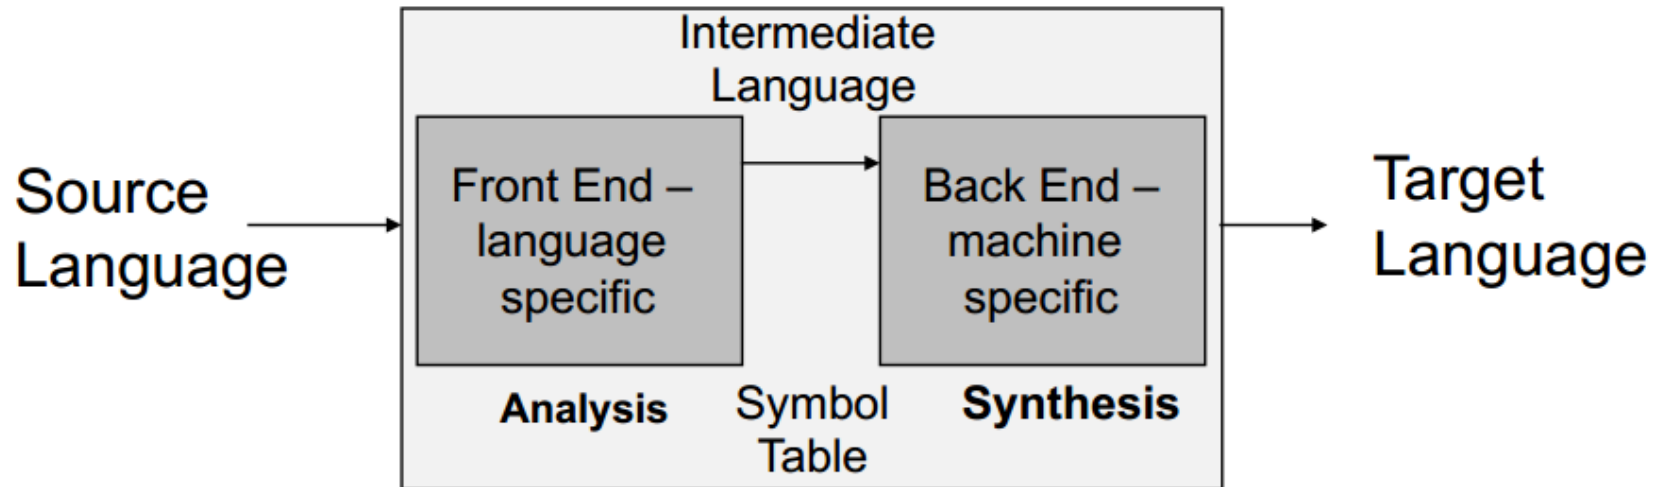 Intermediate
Language
Source
Language
Front End –
language
specific
Back End –
machine
specific
Target
Language
Analysis
Symbol
Table
Synthesis